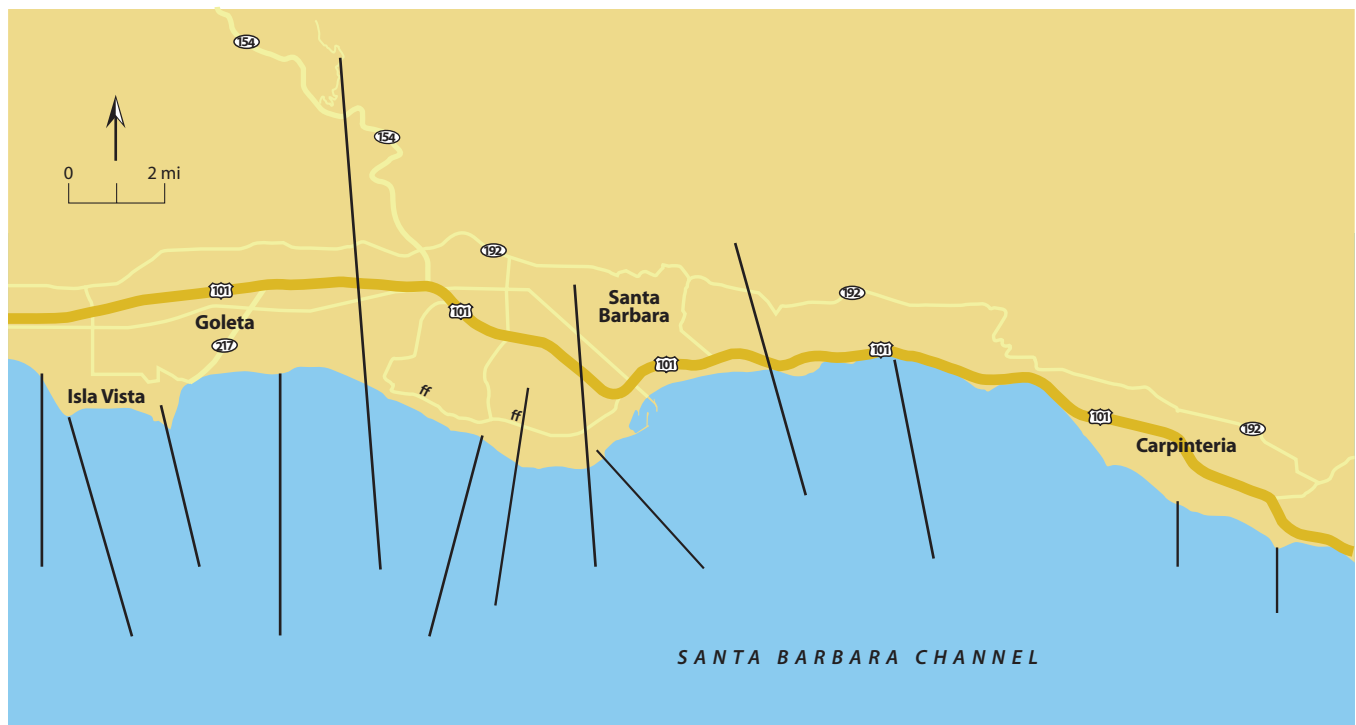 154
154
0 2 mi
192
101
Santa
Barbara
192
101
Goleta
217
101
101
Isla Vista
ff
ff
101
192
Carpinteria
SANTA BARBARA CHANNEL